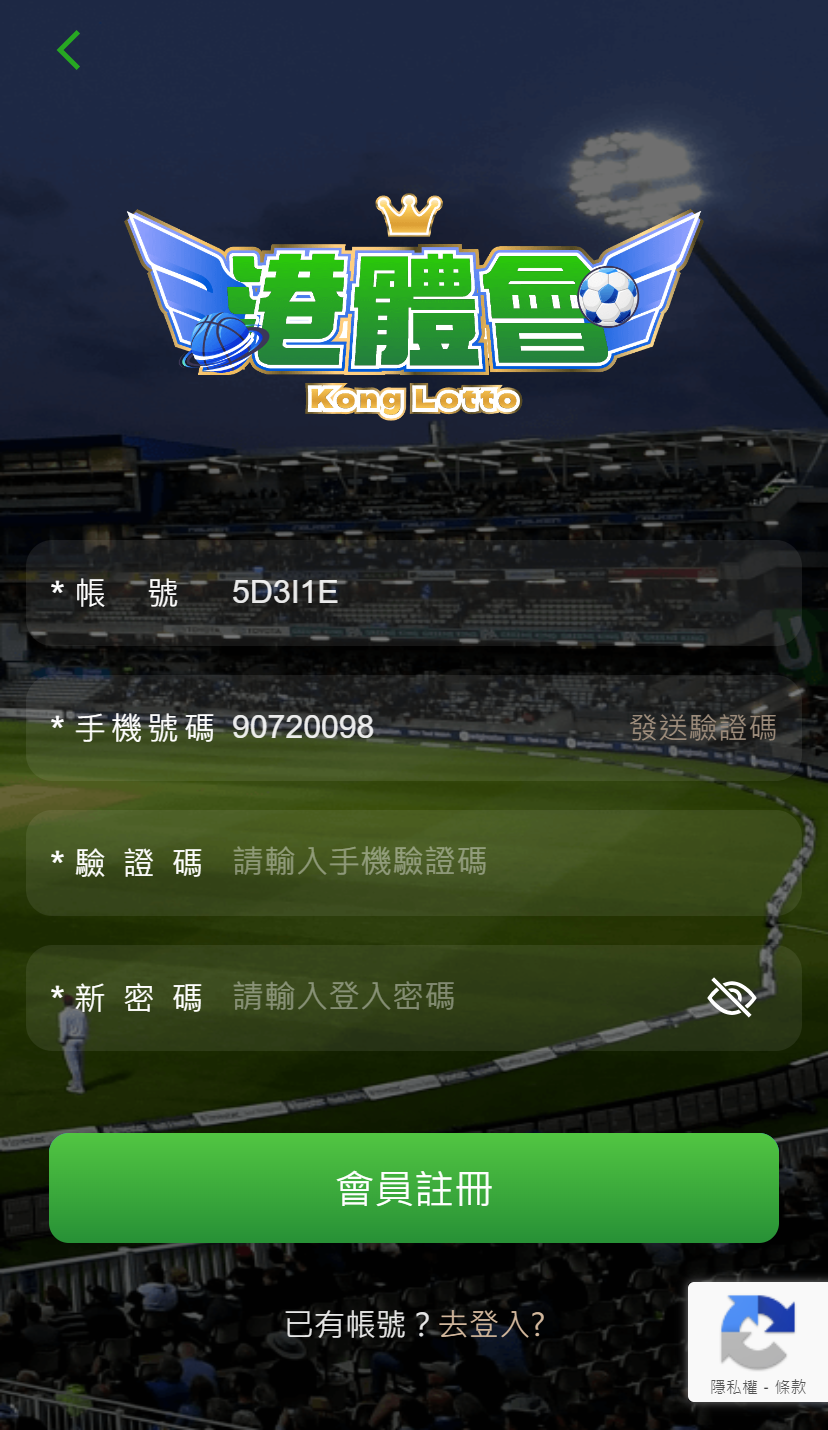 港體會
Kong Lotto
* 帳 號 5D3I1E
* 手機號碼 90720098 發送驗證碼
* 驗 證 碼 請輸入手機驗證碼
* 新 密 碼 請輸入登入密碼
會員註冊
已有帳號？去登入?
隱私權 - 條款